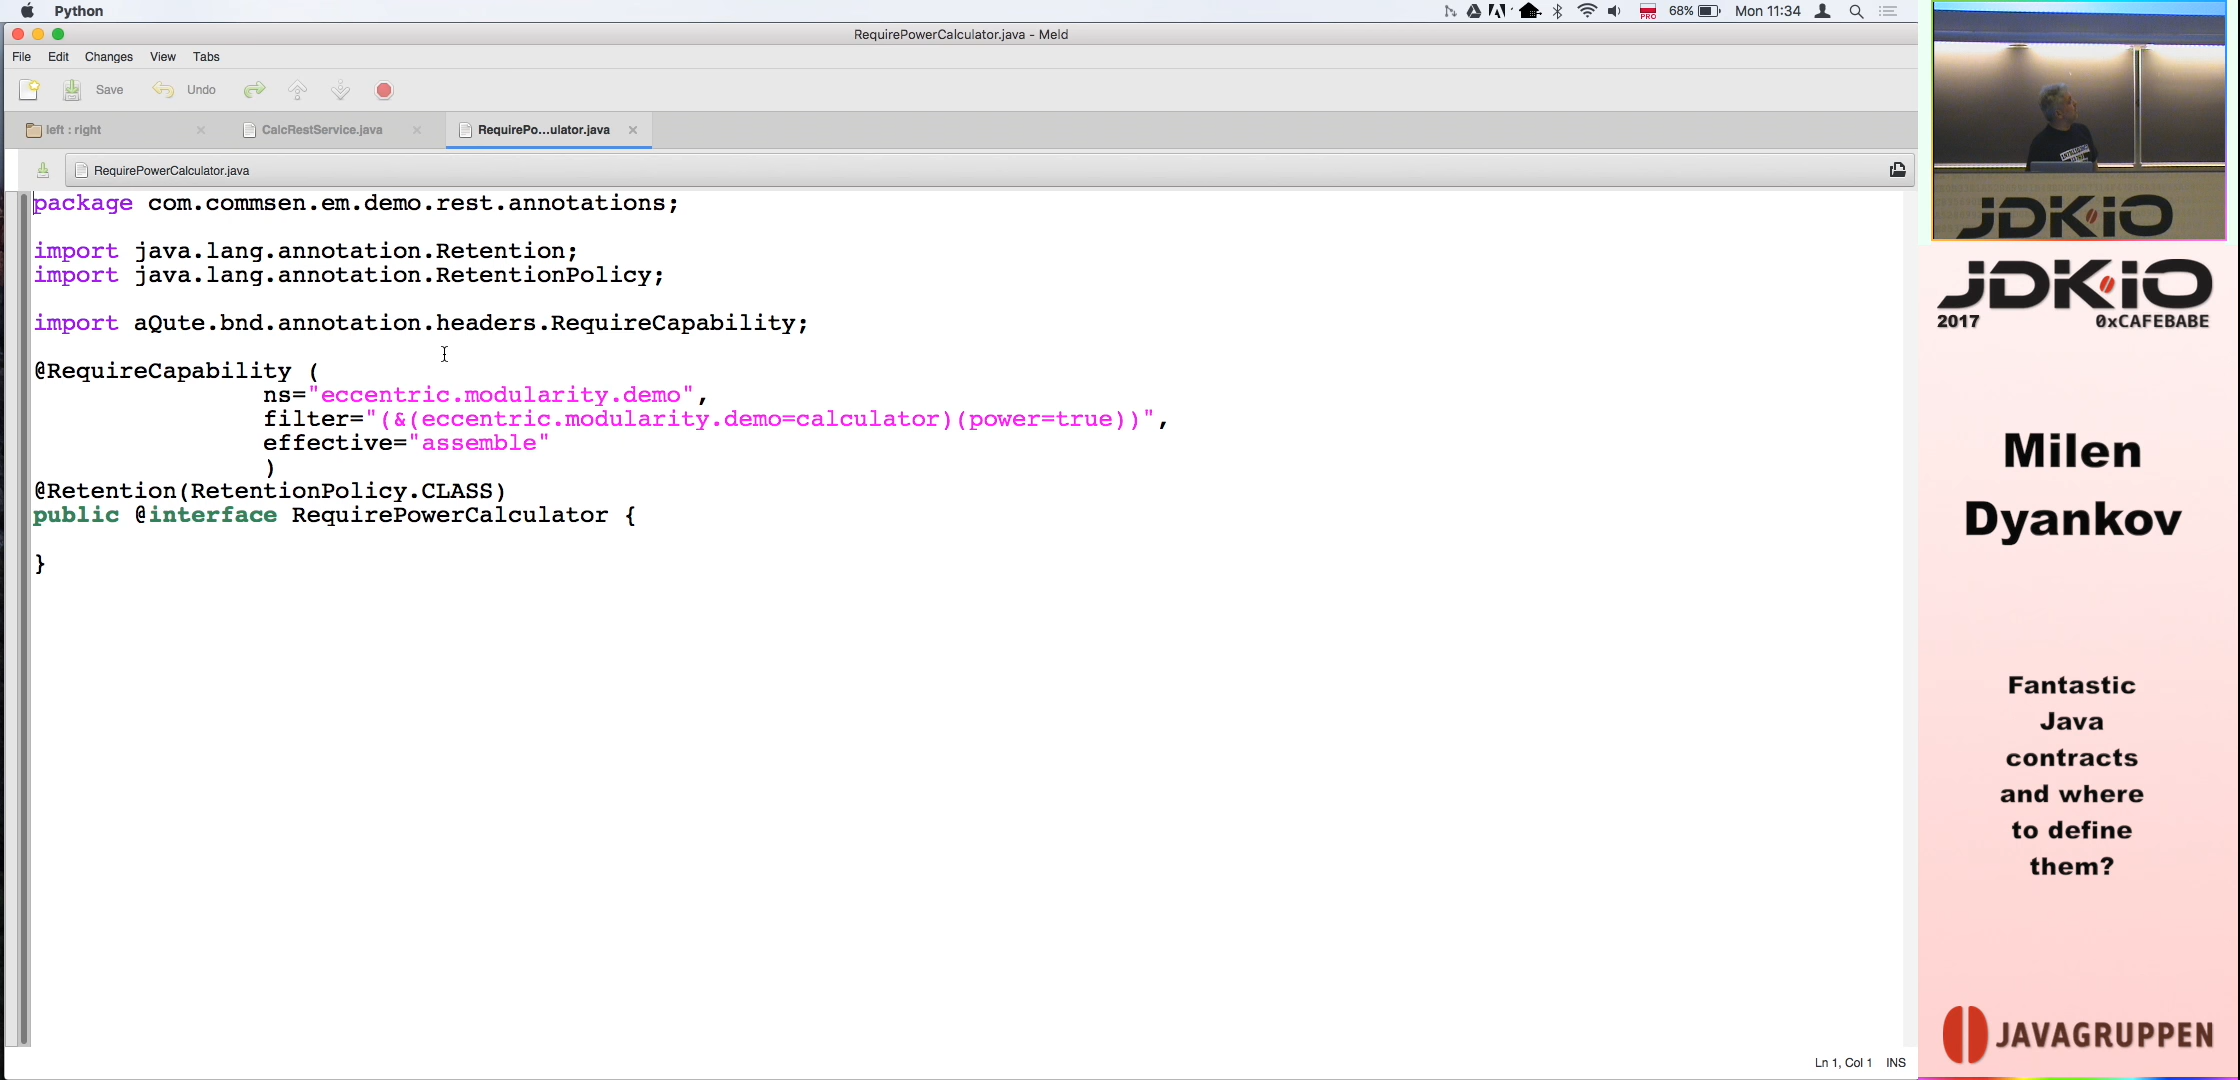 Python
68%
Mon 11:34
RequirePowerCalculator.java - Meld
File Edit Changes View Tabs
Save Undo
left : right
CalcRestService.java
RequirePo...ulator.java
RequirePowerCalculator.java
package com.commsen.em.demo.rest.annotations;
import java.lang.annotation.Retention;
import java.lang.annotation.RetentionPolicy;
import aQute.bnd.annotation.headers.RequireCapability;
@RequireCapability (
ns="eccentric.modularity.demo",
filter="(&(eccentric.modularity.demo=calculator)(power=true))",
effective="assemble"
)
@Retention(RetentionPolicy.CLASS)
public @interface RequirePowerCalculator {
}
Ln 1, Col 1 INS
PRO
JDKiO
JDKiO
2017 0xCAFEBABE
Milen
Dyankov
Fantastic
Java
contracts
and where
to define
them?
JAVAGRUPPEN